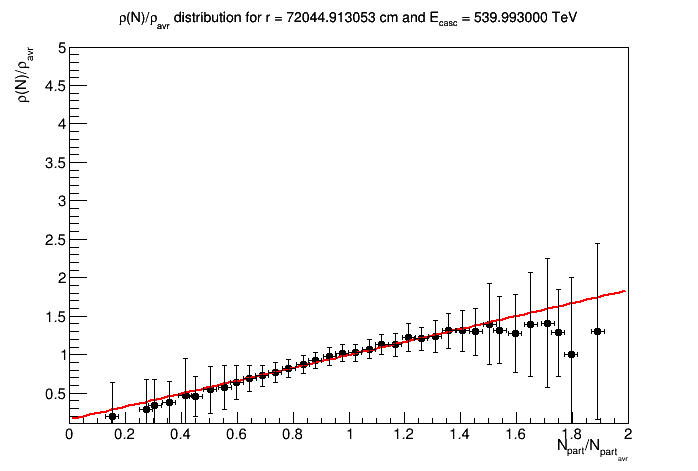 ρ(N)/ρavr distribution for r = 72044.913053 cm and Ecasc = 539.993000 TeV
ρ(N)/ρavr
5
4.5
4
3.5
3
2.5
2
1.5
1
0.5
0 0.2 0.4 0.6 0.8 1 1.2 1.4 1.6 1.8 2
Npart/Npartavr